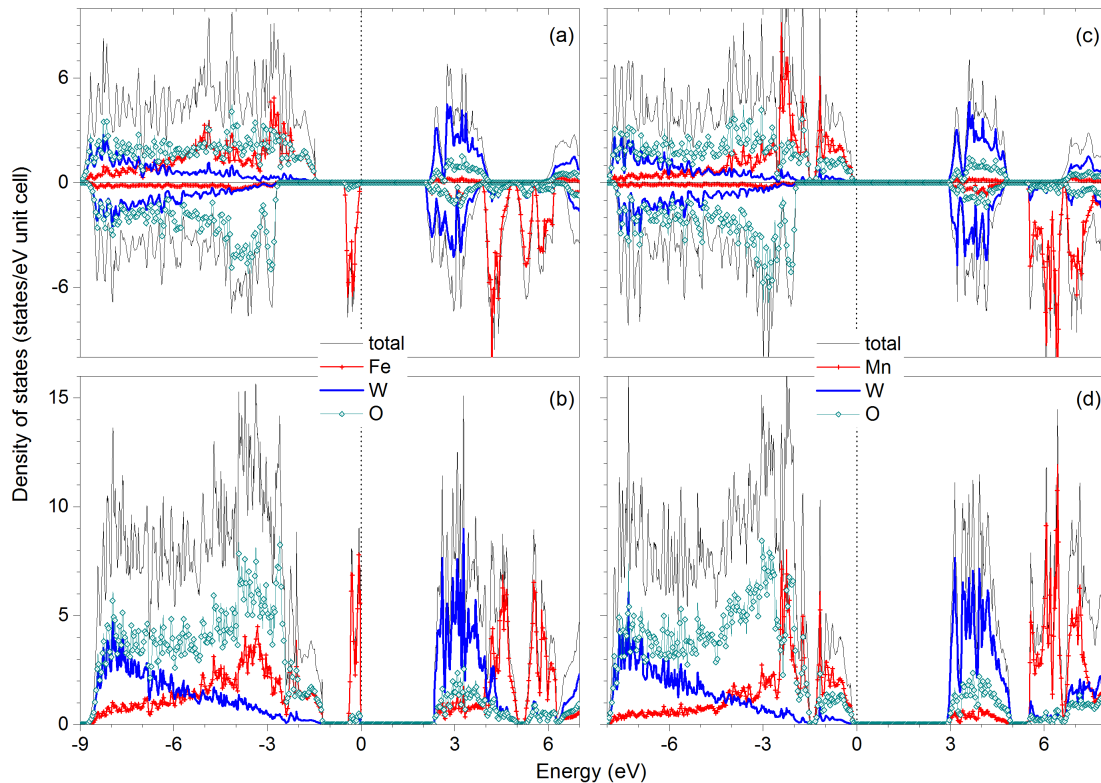 (a)
(c)
6
0
-6
total
Fe
W
O
total
Mn
W
O
Density of states (states/eV unit cell)
15
10
5
0
(b)
(d)
-9 -6 -3 0 3 6 -6 -3 0 3 6
Energy (eV)